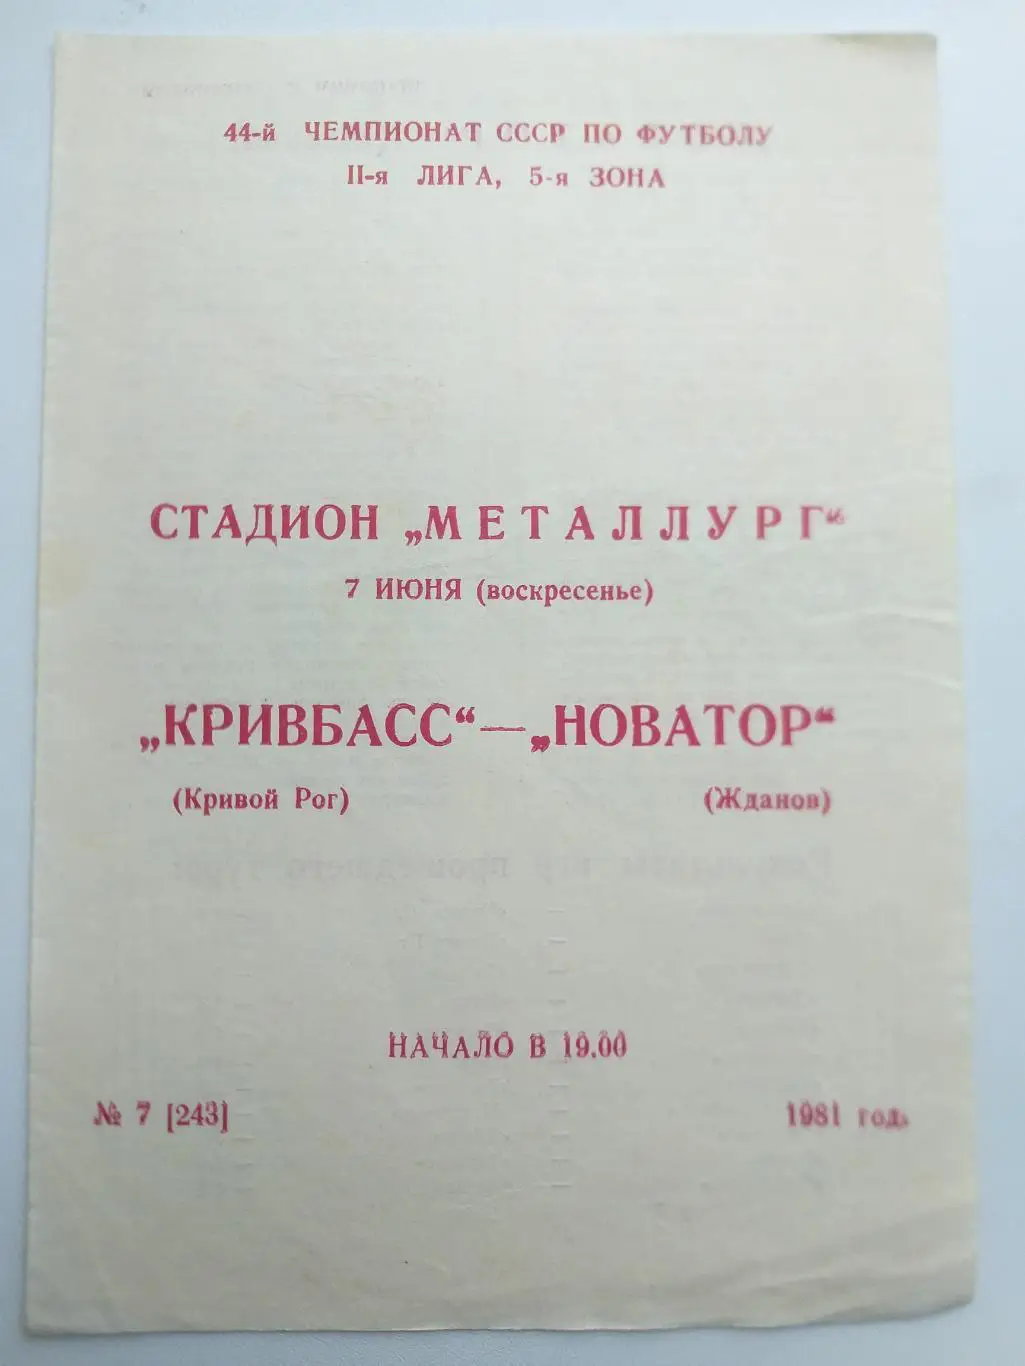 44-й ЧЕМПИОНАТ СССР ПО ФУТБОЛУ
II-я ЛИГА, 5-я ЗОНА
СТАДИОН „МЕТАЛЛУРГ“
7 ИЮНЯ (воскресенье)
„КРИВБАСС“ — „НОВАТОР“
(Кривой Рог) (Жданов)
НАЧАЛО В 19.00
№ 7 [243] 1981 год.